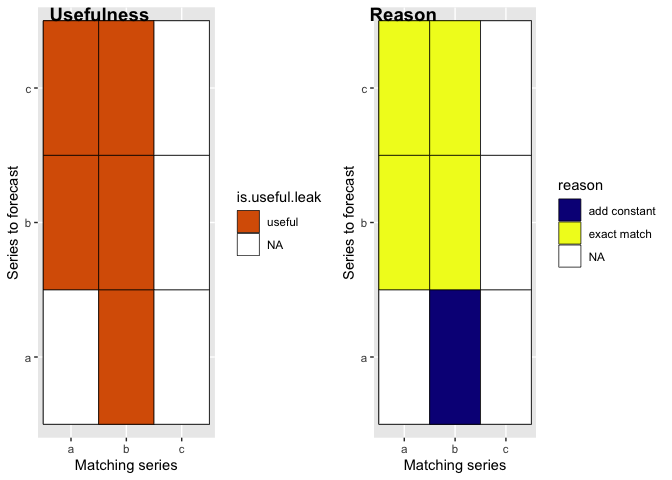 Usefulness
c
b
a
Series to forecast
a b c
Matching series
is.useful.leak
useful
NA
Reason
c
b
a
Series to forecast
a b c
Matching series
reason
add constant
exact match
NA